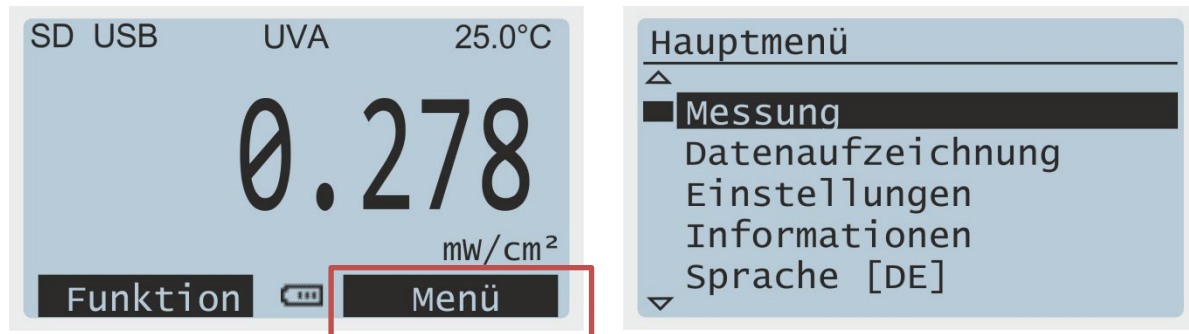 SD USB UVA 25.0°C
0.278
mW/cm²
Funktion Menü
Hauptmenü
Messung
Datenaufzeichnung
Einstellungen
Informationen
Sprache [DE]